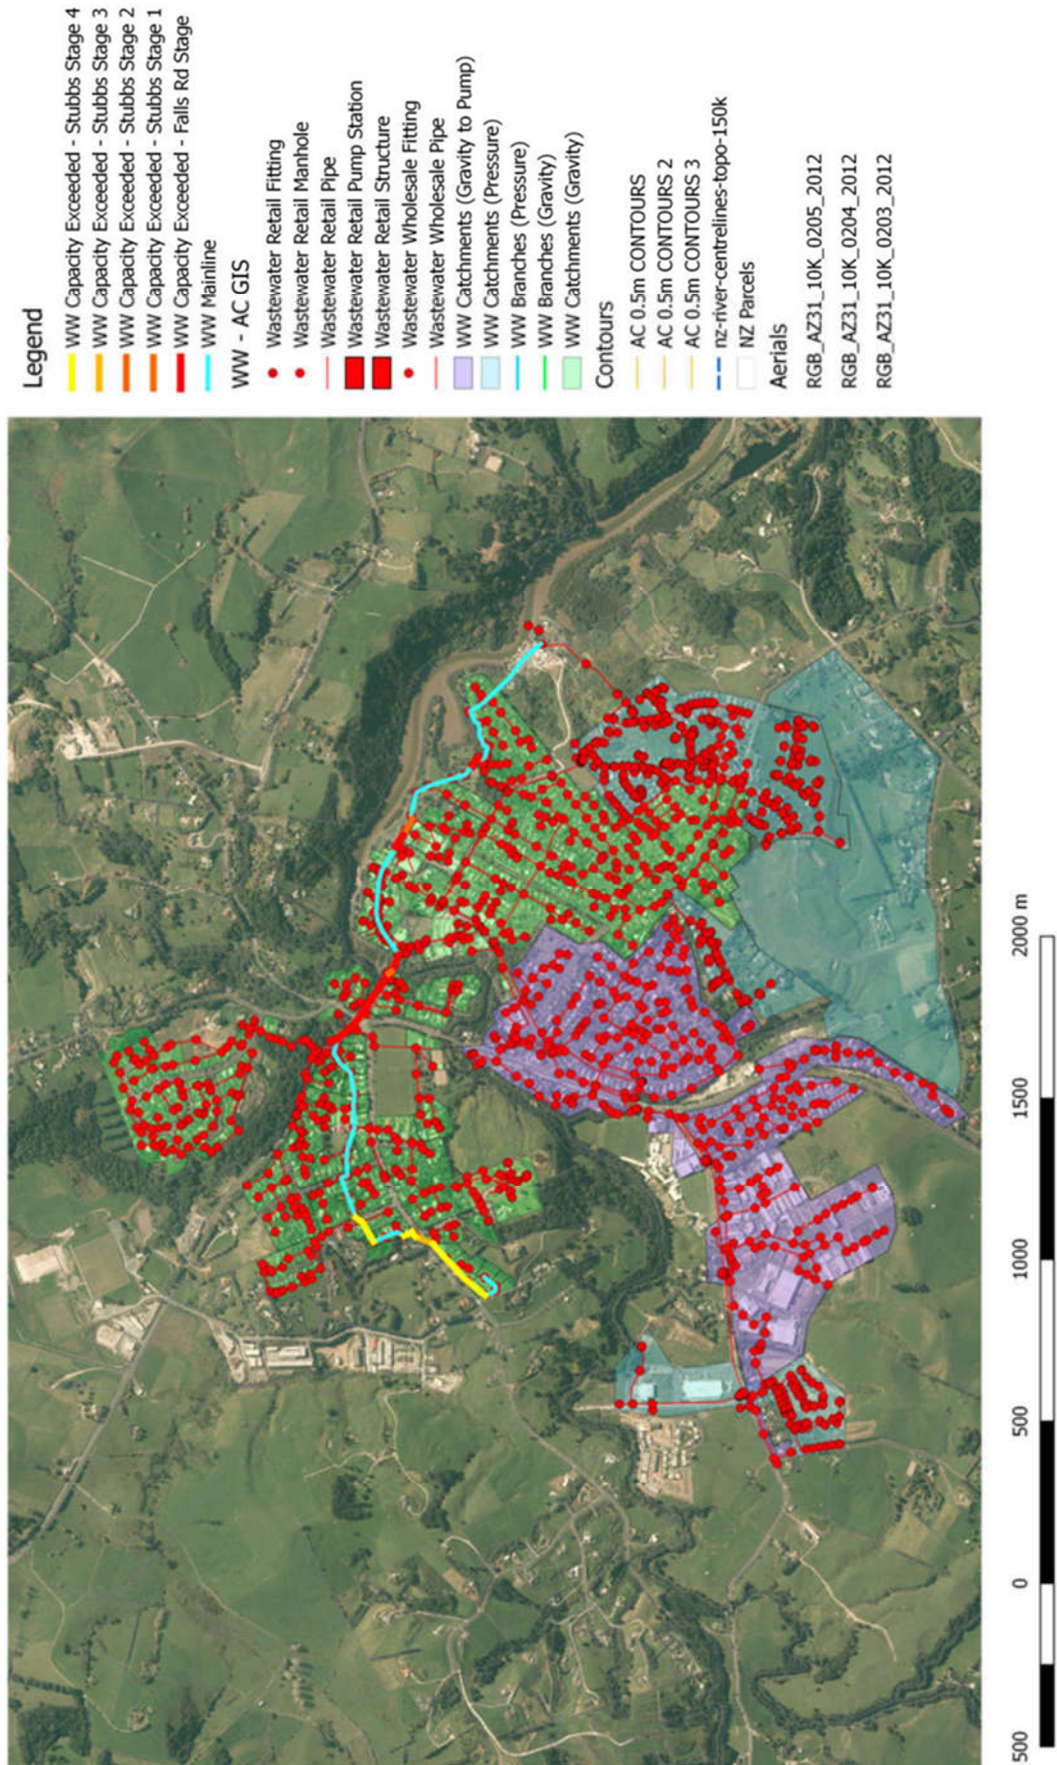 Legend
WW Capacity Exceeded - Stubbs Stage 4
WW Capacity Exceeded - Stubbs Stage 3
WW Capacity Exceeded - Stubbs Stage 2
WW Capacity Exceeded - Stubbs Stage 1
WW Capacity Exceeded - Falls Rd Stage
WW Mainline
WW - AC GIS
Wastewater Retail Fitting
Wastewater Retail Manhole
Wastewater Retail Pipe
Wastewater Retail Pump Station
Wastewater Retail Structure
Wastewater Wholesale Fitting
Wastewater Wholesale Pipe
WW Catchments (Gravity to Pump)
WW Catchments (Pressure)
WW Branches (Pressure)
WW Branches (Gravity)
WW Catchments (Gravity)
Contours
AC 0.5m CONTOURS
AC 0.5m CONTOURS 2
AC 0.5m CONTOURS 3
nz-river-centrelines-topo-150k
NZ Parcels
Aerials
RGB_AZ31_10K_0205_2012
RGB_AZ31_10K_0204_2012
RGB_AZ31_10K_0203_2012
500 0 500 1000 1500 2000 m